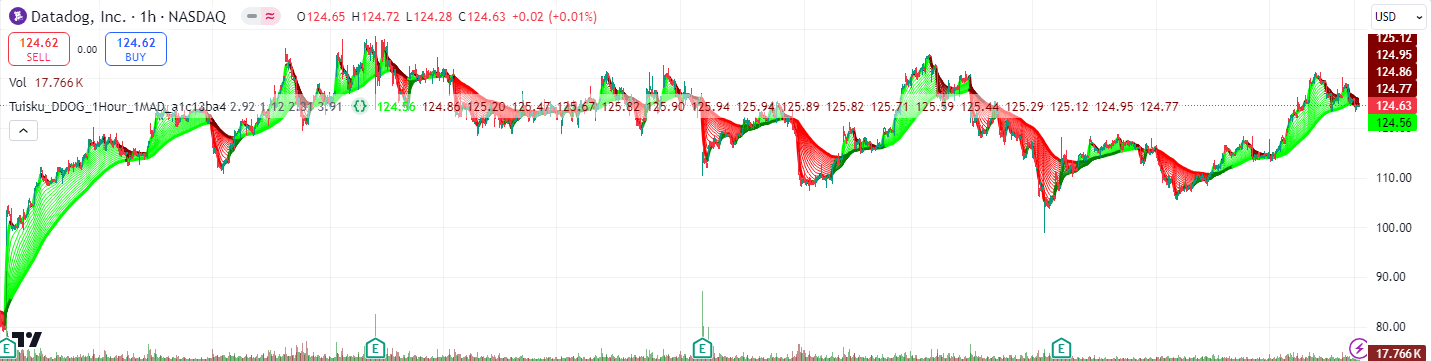 Datadog, Inc. · 1h · NASDAQ O124.65 H124.72 L124.28 C124.63 +0.02 (+0.01%)
USD
124.62 SELL 0.00 124.62 BUY
Vol 17.766 K
Tuisku_DDOG_1Hour_1MAD_a1c13ba4 2.92 1.12 2.31 3.91 124.56 124.86 125.20 125.47 125.67 125.82 125.90 125.94 125.94 125.89 125.82 125.71 125.59 125.44 125.29 125.12 124.95 124.77
125.12
124.95
124.86
124.77
124.63
124.56
110.00
100.00
90.00
80.00
17.766 K
E E E E
TV